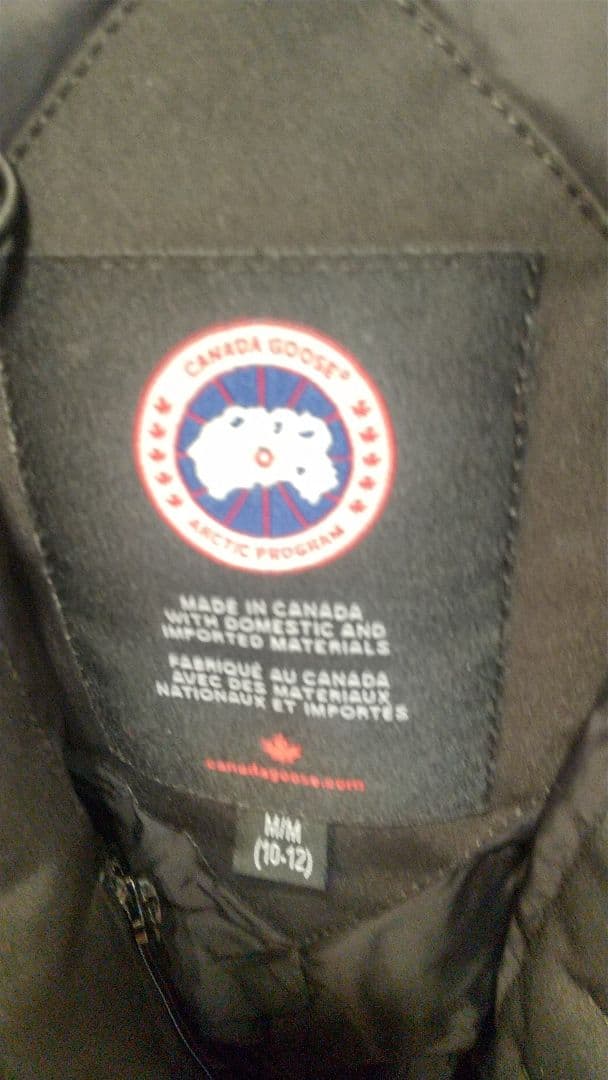 CANADA GOOSE®
ARCTIC PROGRAM
MADE IN CANADA
WITH DOMESTIC AND
IMPORTED MATERIALS
FABRIQUÉ AU CANADA
AVEC DES MATÉRIAUX
NATIONAUX ET IMPORTÉS
canadagoose.com
M/M
(10-12)